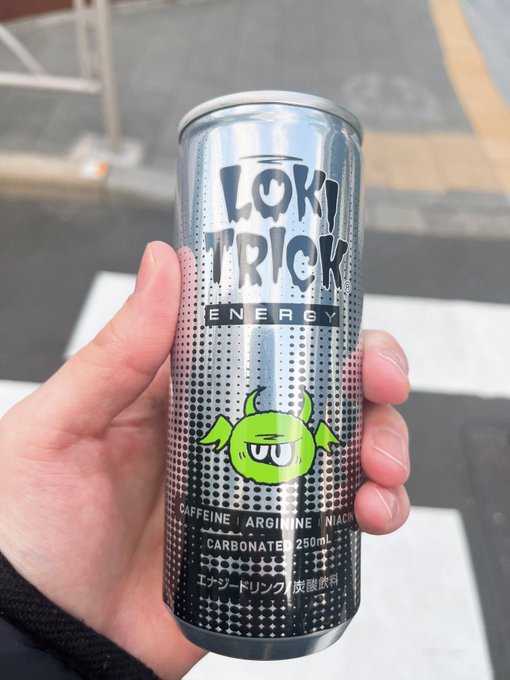 LOKI
TRICK
ENERGY
CAFFEINE | ARGININE | NIACIN
CARBONATED 250mL
エナジードリンク/炭酸飲料